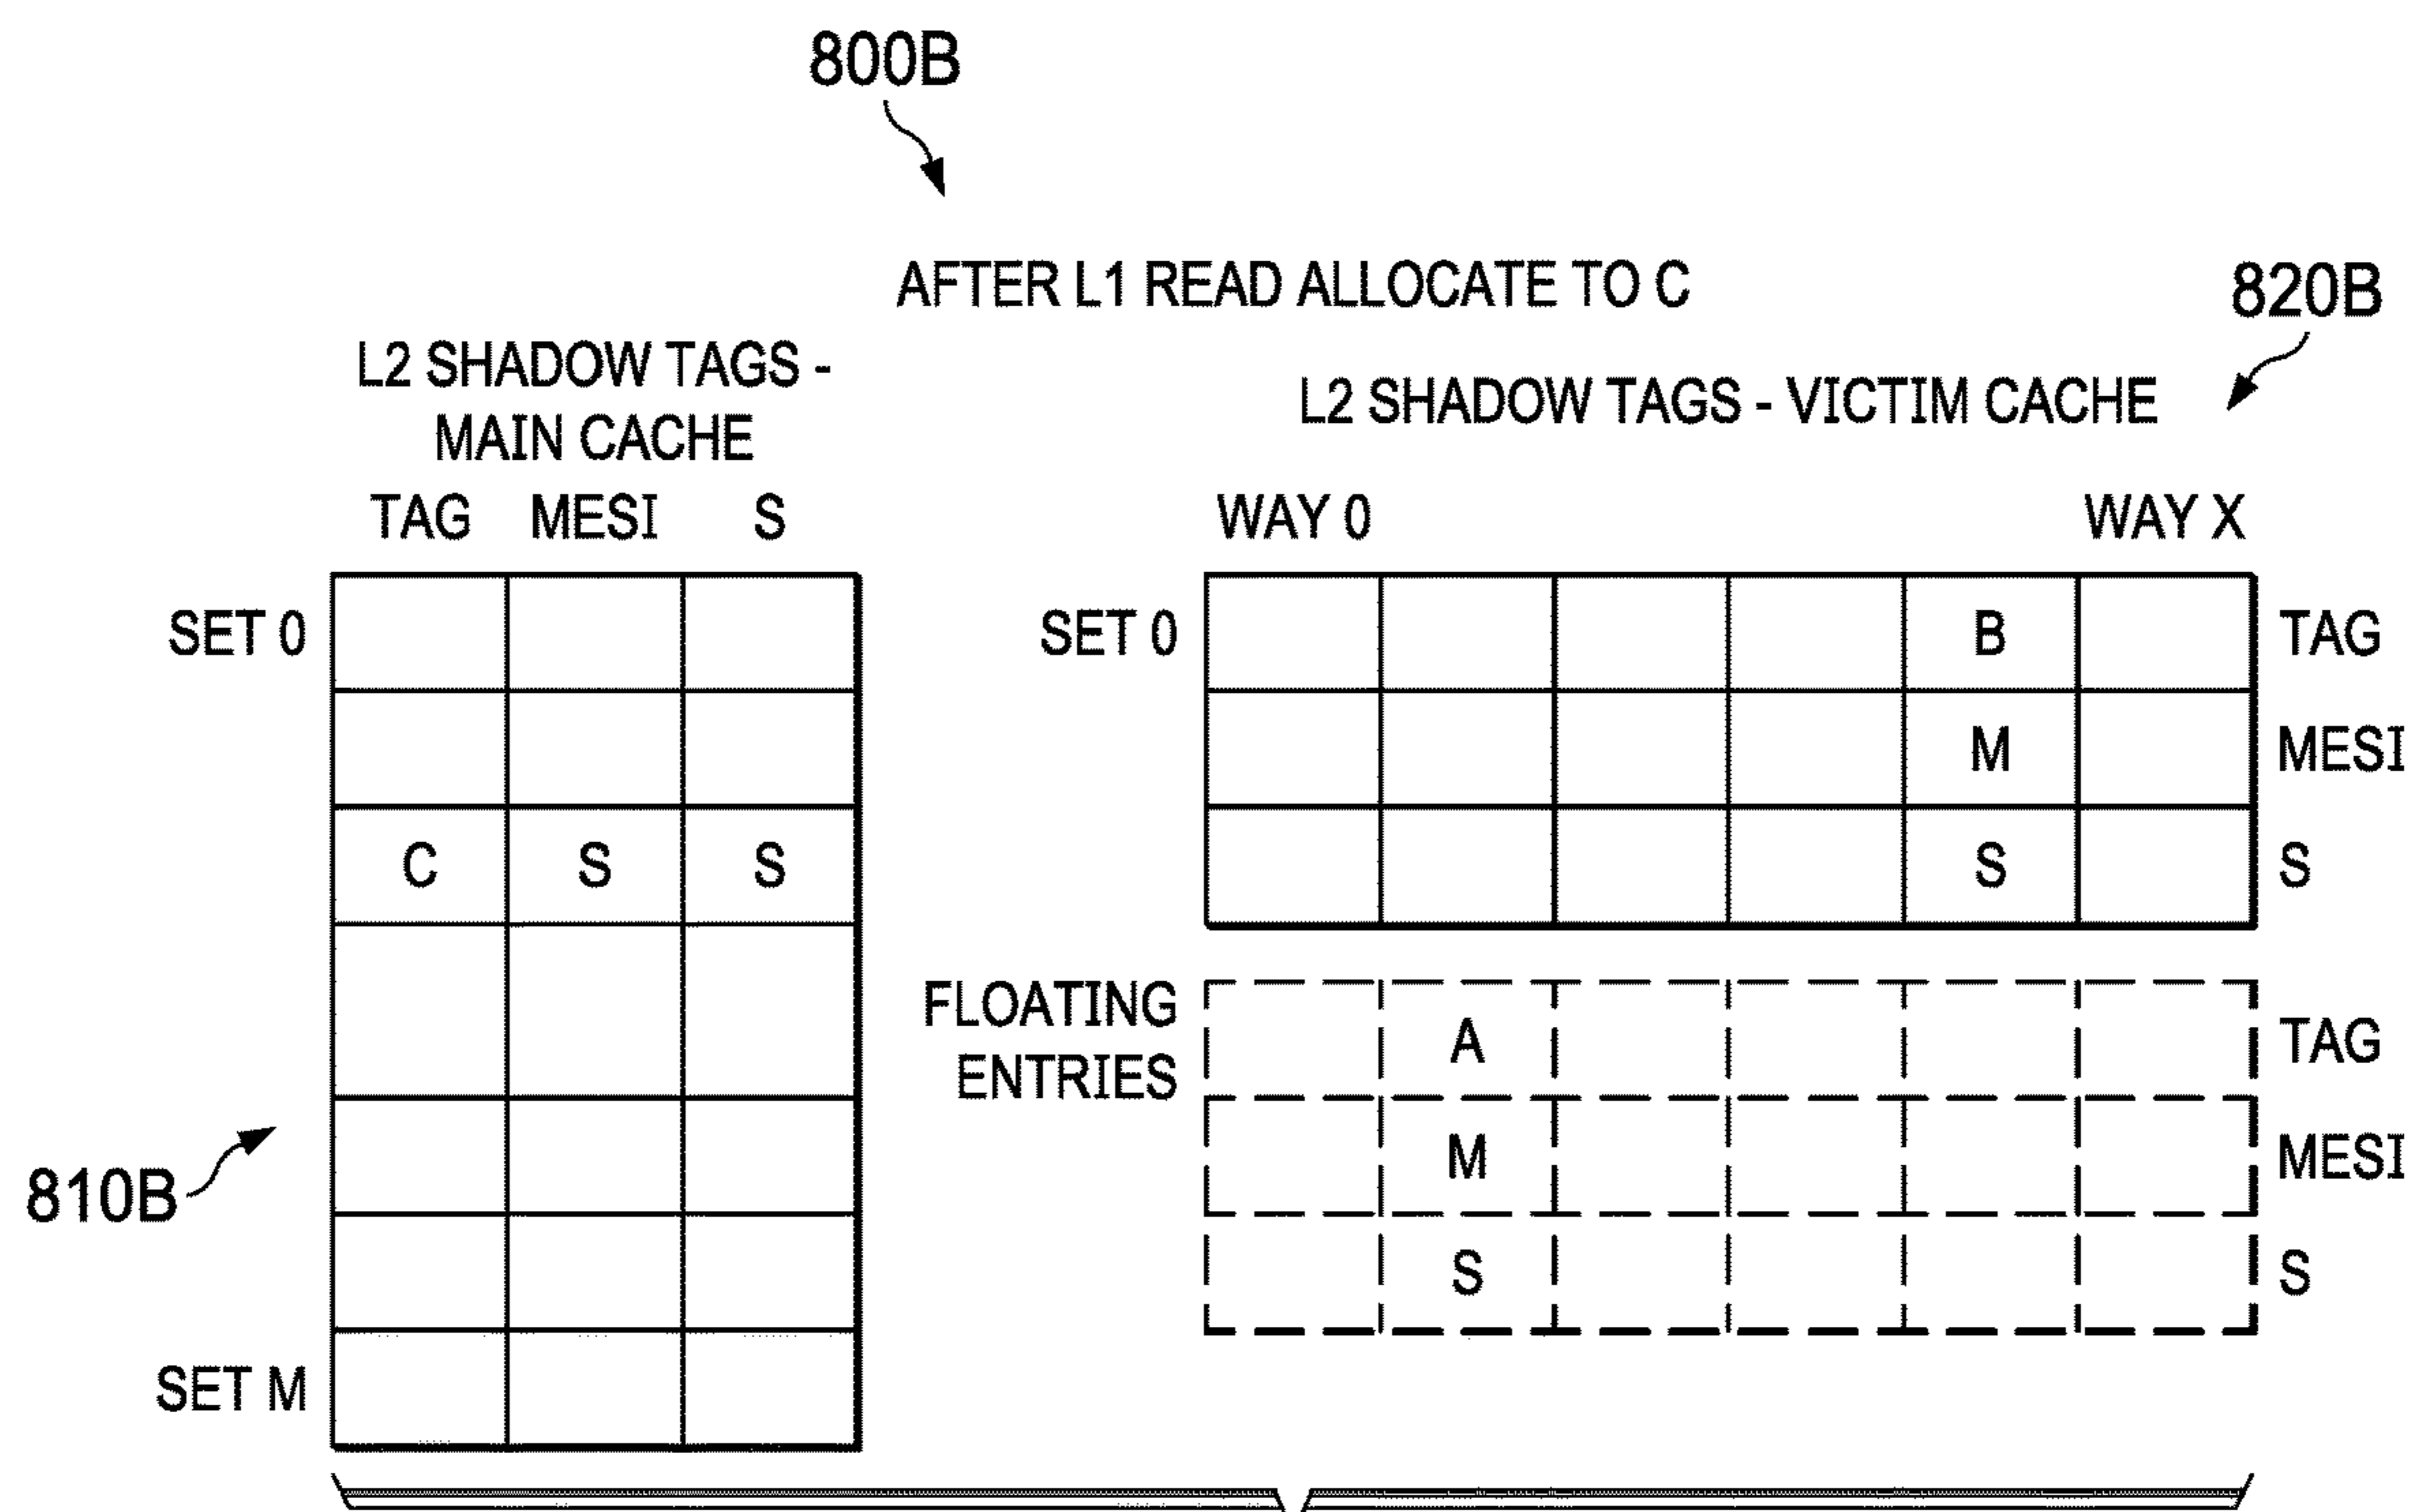 800B
AFTER L1 READ ALLOCATE TO C
820B
L2 SHADOW TAGS -
MAIN CACHE
L2 SHADOW TAGS - VICTIM CACHE
TAG MESI S
WAY 0 WAY X
SET 0
C S S
SET M
810B
SET 0 B TAG
M MESI
S S
FLOATING
ENTRIES
A TAG
M MESI
S S